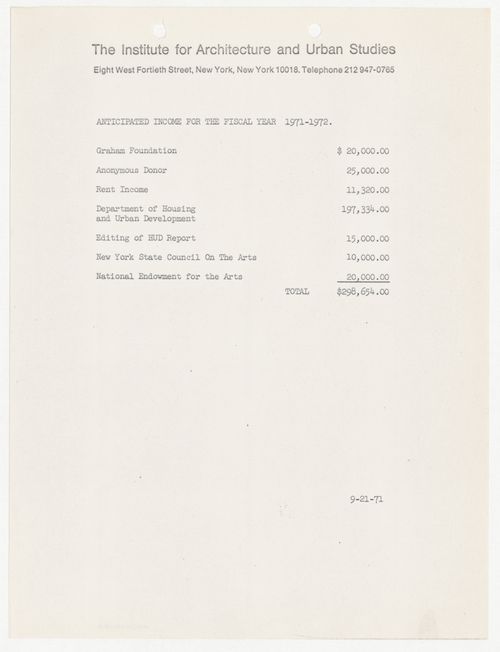 The Institute for Architecture and Urban Studies
Eight West Fortieth Street, New York, New York 10018. Telephone 212 947-0765
ANTICIPATED INCOME FOR THE FISCAL YEAR 1971-1972.
Graham Foundation $ 20,000.00
Anonymous Donor 25,000.00
Rent Income 11,320.00
Department of Housing 197,334.00
and Urban Development
Editing of HUD Report 15,000.00
New York State Council On The Arts 10,000.00
National Endowment for the Arts 20,000.00
TOTAL $298,654.00
9-21-71